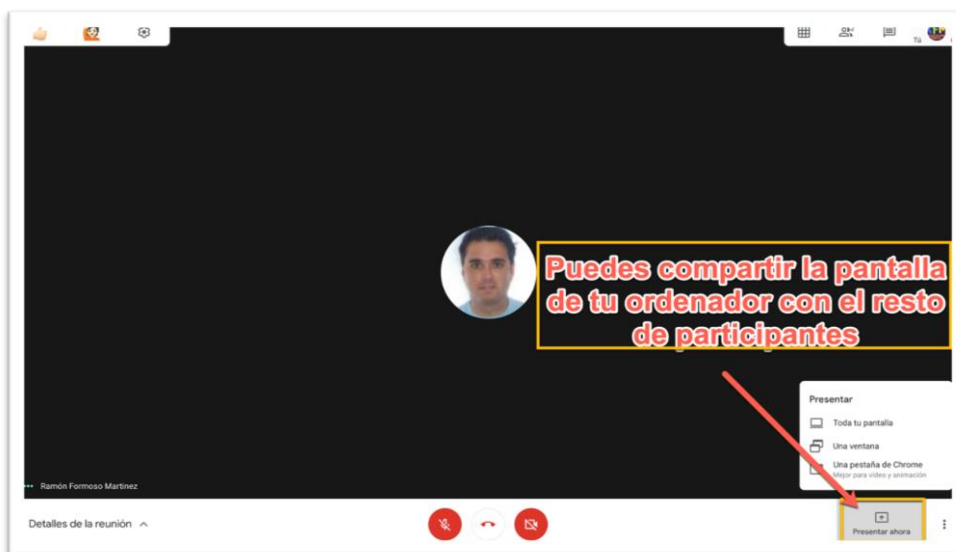 Tú
Puedes compartir la pantalla
de tu ordenador con el resto
de participantes
Presentar
Toda tu pantalla
Una ventana
Una pestaña de Chrome
Mejor para vídeo y animación
Ramón Formoso Martínez
Detalles de la reunión
Presentar ahora